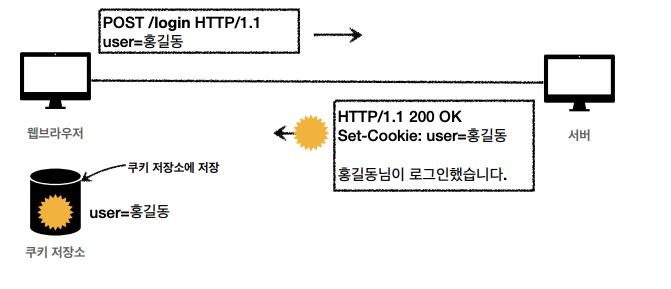 POST /login HTTP/1.1
user=홍길동
웹브라우저
서버
HTTP/1.1 200 OK
Set-Cookie: user=홍길동
홍길동님이 로그인했습니다.
쿠키 저장소에 저장
user=홍길동
쿠키 저장소